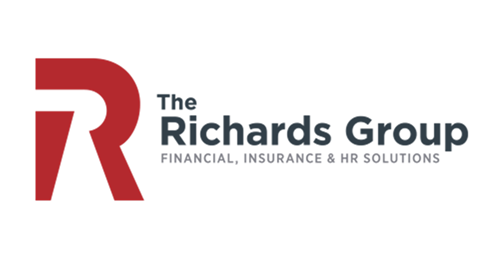 The
Richards Group
FINANCIAL, INSURANCE & HR SOLUTIONS